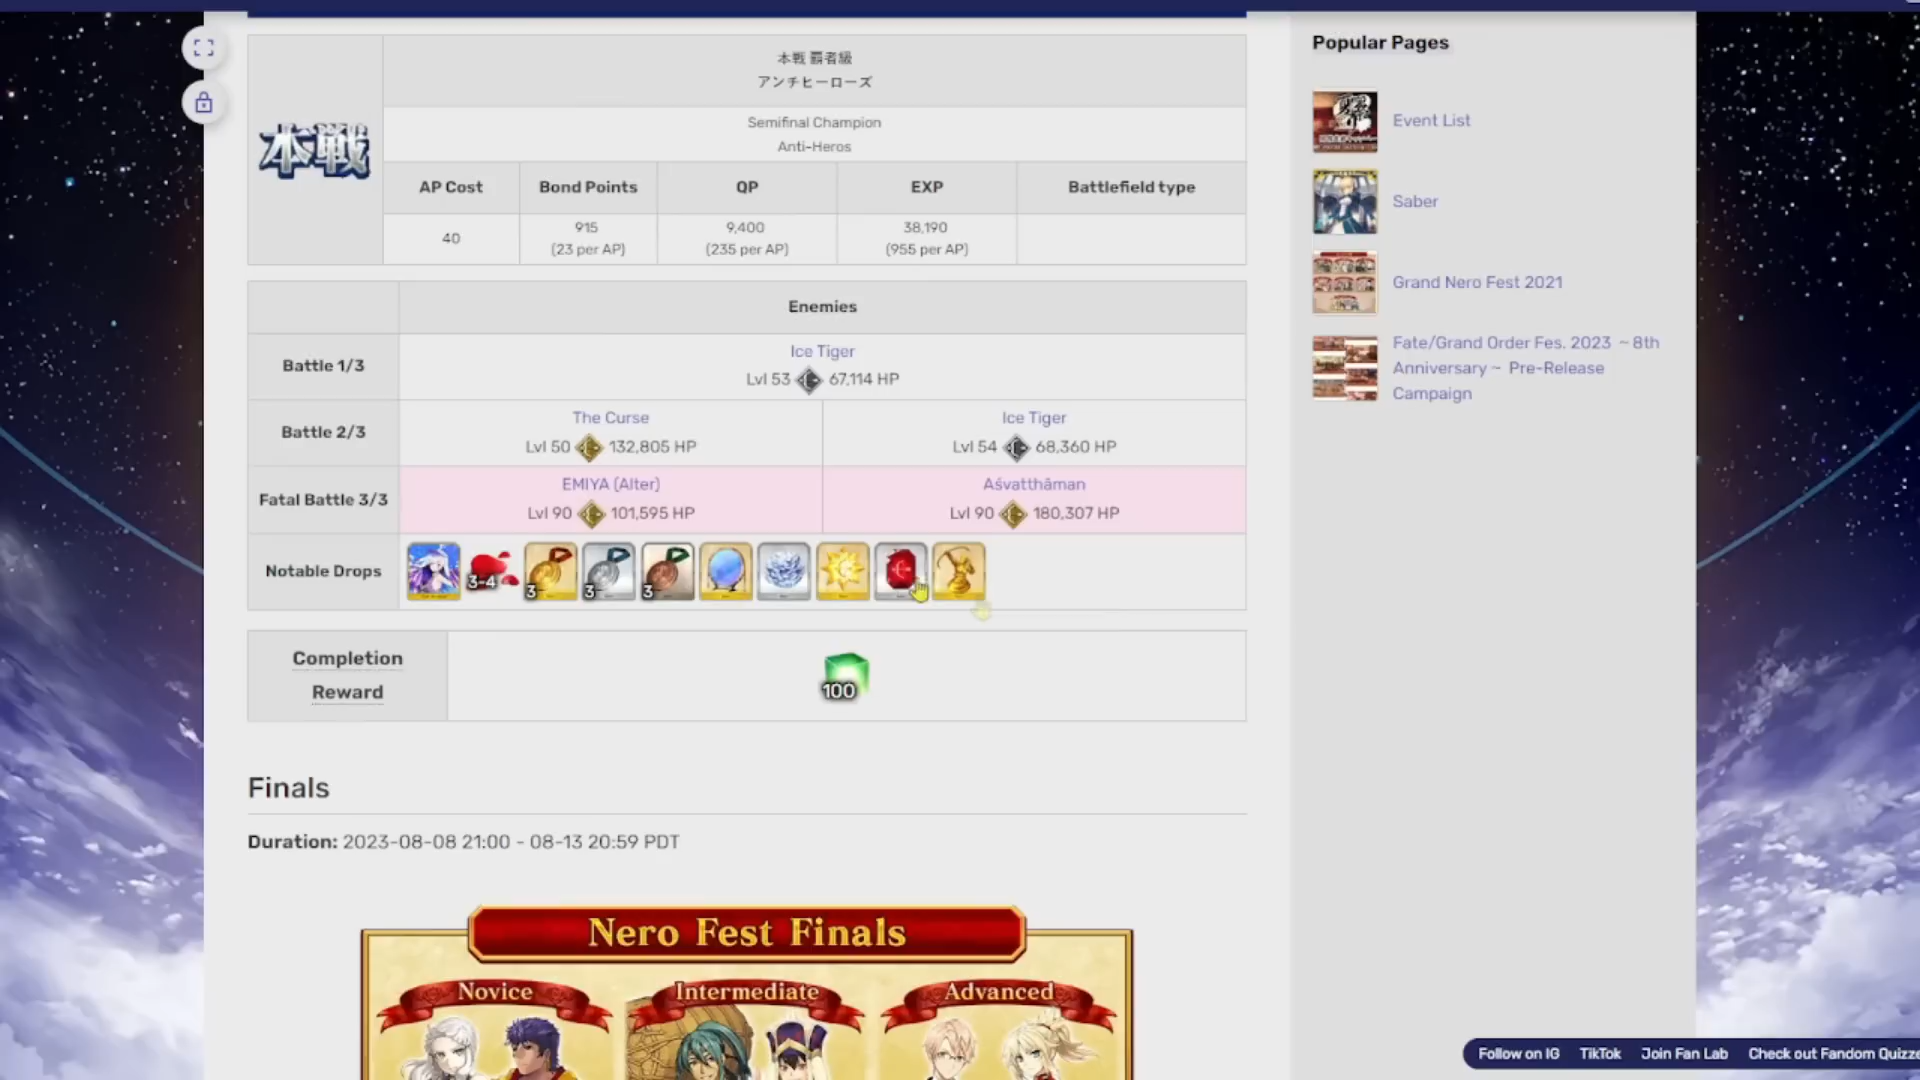 本戦 覇者級
アンチヒーローズ
本戦
Semifinal Champion
Anti-Heros
AP Cost
Bond Points
QP
EXP
Battlefield type
40
915
(23 per AP)
9,400
(235 per AP)
38,190
(955 per AP)
Enemies
Battle 1/3
Ice Tiger
Lvl 53 67,114 HP
Battle 2/3
The Curse
Lvl 50 132,805 HP
Ice Tiger
Lvl 54 68,360 HP
Fatal Battle 3/3
EMIYA (Alter)
Lvl 90 101,595 HP
Aśvatthāman
Lvl 90 180,307 HP
Notable Drops
3-4
3
3
3
Completion
Reward
100
Finals
Duration: 2023-08-08 21:00 - 08-13 20:59 PDT
Nero Fest Finals
Novice
Intermediate
Advanced
Popular Pages
Event List
Saber
Grand Nero Fest 2021
Fate/Grand Order Fes. 2023 ~8th
Anniversary~ Pre-Release
Campaign
Follow on IG
TikTok
Join Fan Lab
Check out Fandom Quizze